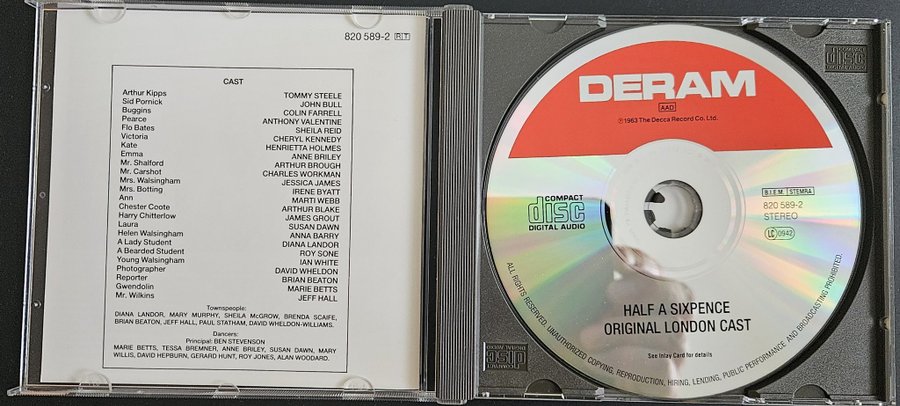 820 589-2 RT
CAST
Arthur Kipps TOMMY STEELE
Sid Pornick JOHN BULL
Buggins COLIN FARRELL
Pearce ANTHONY VALENTINE
Flo Bates SHEILA REID
Victoria CHERYL KENNEDY
Kate HENRIETTA HOLMES
Emma ANNE BRILEY
Mr. Shalford ARTHUR BROUGH
Mr. Carshot CHARLES WORKMAN
Mrs. Walsingham JESSICA JAMES
Mrs. Botting IRENE BYATT
Ann MARTI WEBB
Chester Coote ARTHUR BLAKE
Harry Chitterlow JAMES GROUT
Laura SUSAN DAWN
Helen Walsingham ANNA BARRY
A Lady Student DIANA LANDOR
A Bearded Student ROY SONE
Young Walsingham IAN WHITE
Photographer DAVID WHELDON
Reporter BRIAN BEATON
Gwendolin MARIE BETTS
Mr. Wilkins JEFF HALL
Townspeople:
DIANA LANDOR, MARY MURPHY, SHEILA McGROW, BRENDA SCAIFE,
BRIAN BEATON, JEFF HALL, PAUL STATHAM, DAVID WHELDON-WILLIAMS.
Dancers:
Principal: BEN STEVENSON
MARIE BETTS, TESSA BREMNER, ANNE BRILEY, SUSAN DAWN, MARY
WILLIS, DAVID HEPBURN, GERARD HUNT, ROY JONES, ALAN WOODARD.
DERAM
AAD
℗1963 The Decca Record Co. Ltd.
COMPACT
disc
DIGITAL AUDIO
B.I.E.M. STEMRA
820 589-2
STEREO
LC 0942
HALF A SIXPENCE
ORIGINAL LONDON CAST
See Inlay Card for details
ALL RIGHTS RESERVED. UNAUTHORIZED COPYING, REPRODUCTION, HIRING, LENDING, PUBLIC PERFORMANCE AND BROADCASTING PROHIBITED.
COMPACT
disc
disc